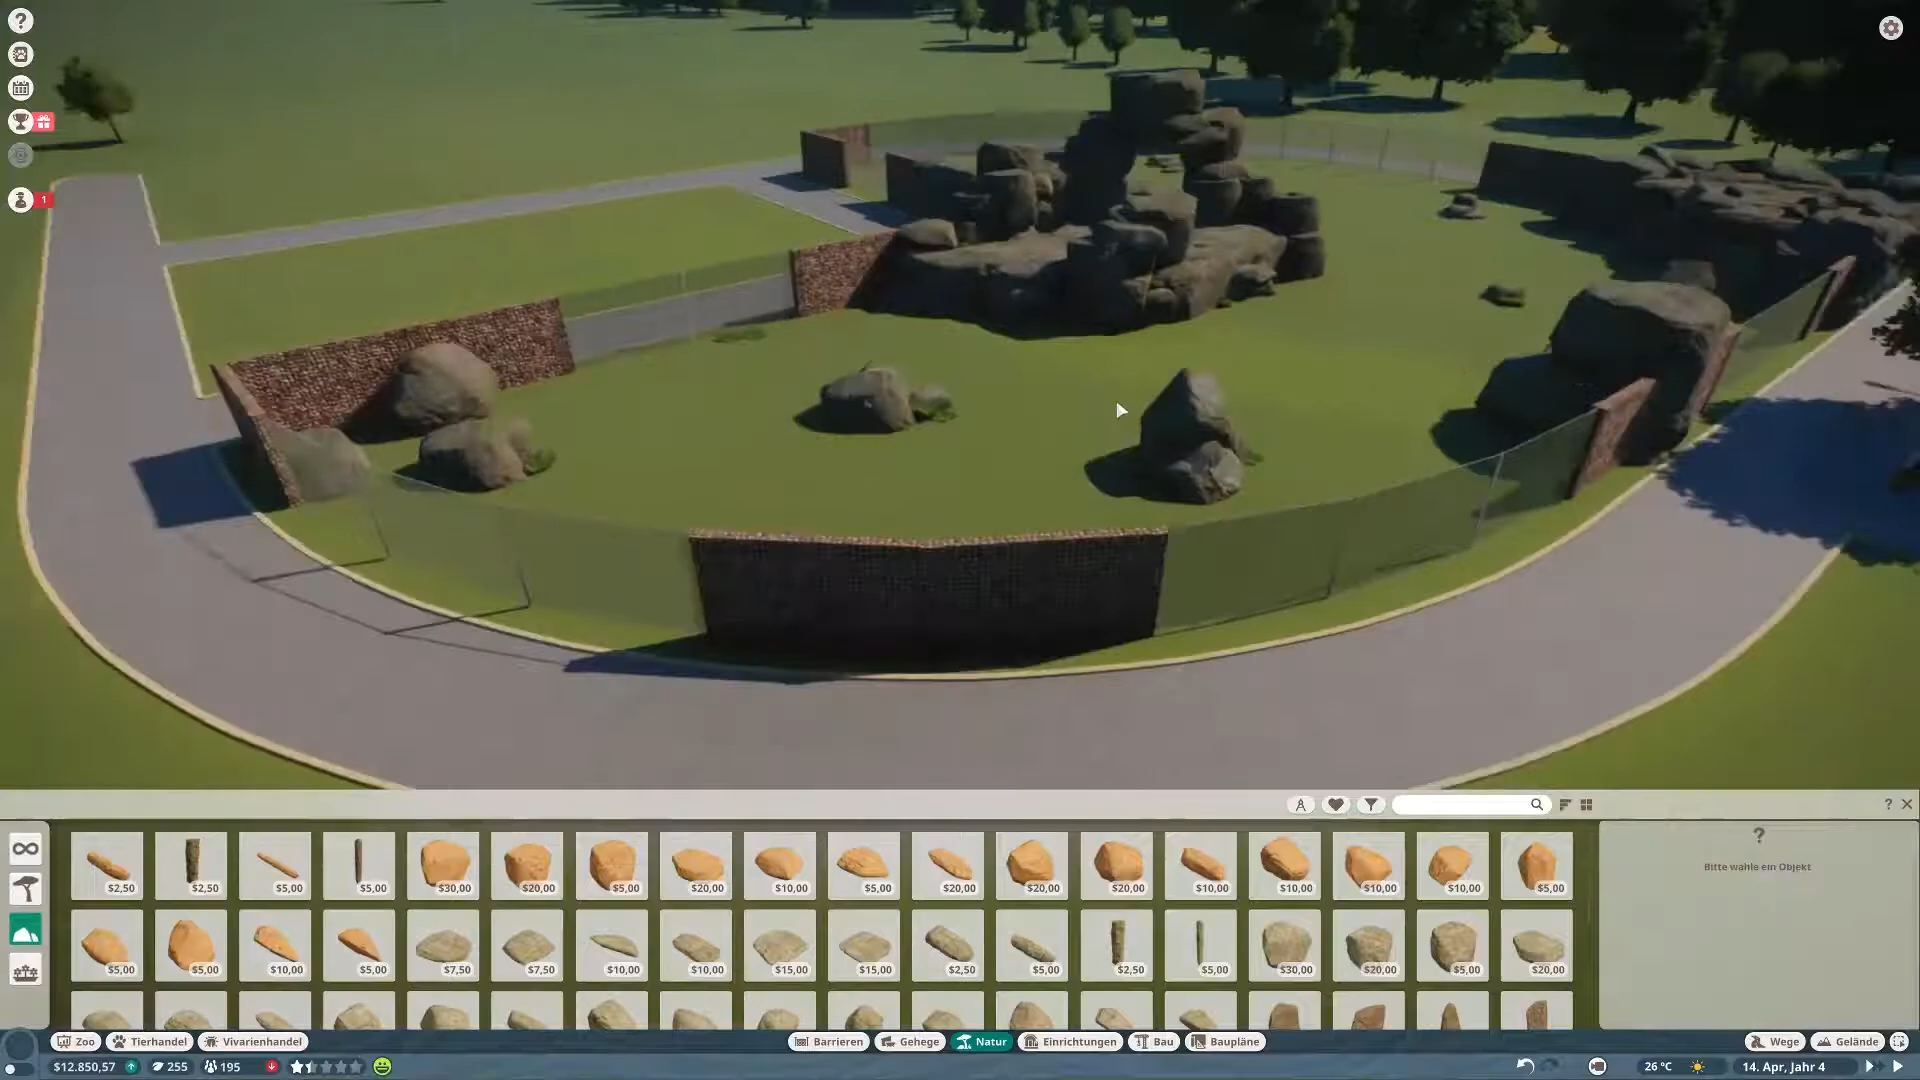 1
?
Bitte wähle ein Objekt
$2,50 $2,50 $5,00 $5,00 $30,00 $20,00 $5,00 $20,00 $10,00 $5,00 $20,00 $20,00 $20,00 $10,00 $10,00 $10,00 $10,00 $5,00
$5,00 $5,00 $10,00 $5,00 $7,50 $7,50 $10,00 $10,00 $15,00 $15,00 $2,50 $5,00 $2,50 $5,00 $30,00 $20,00 $5,00 $20,00
Zoo Tierhandel Vivarienhandel Barrieren Gehege Natur Einrichtungen Bau Baupläne Wege Gelände
$12.850,57 255 195 26 °C 14. Apr, Jahr 4